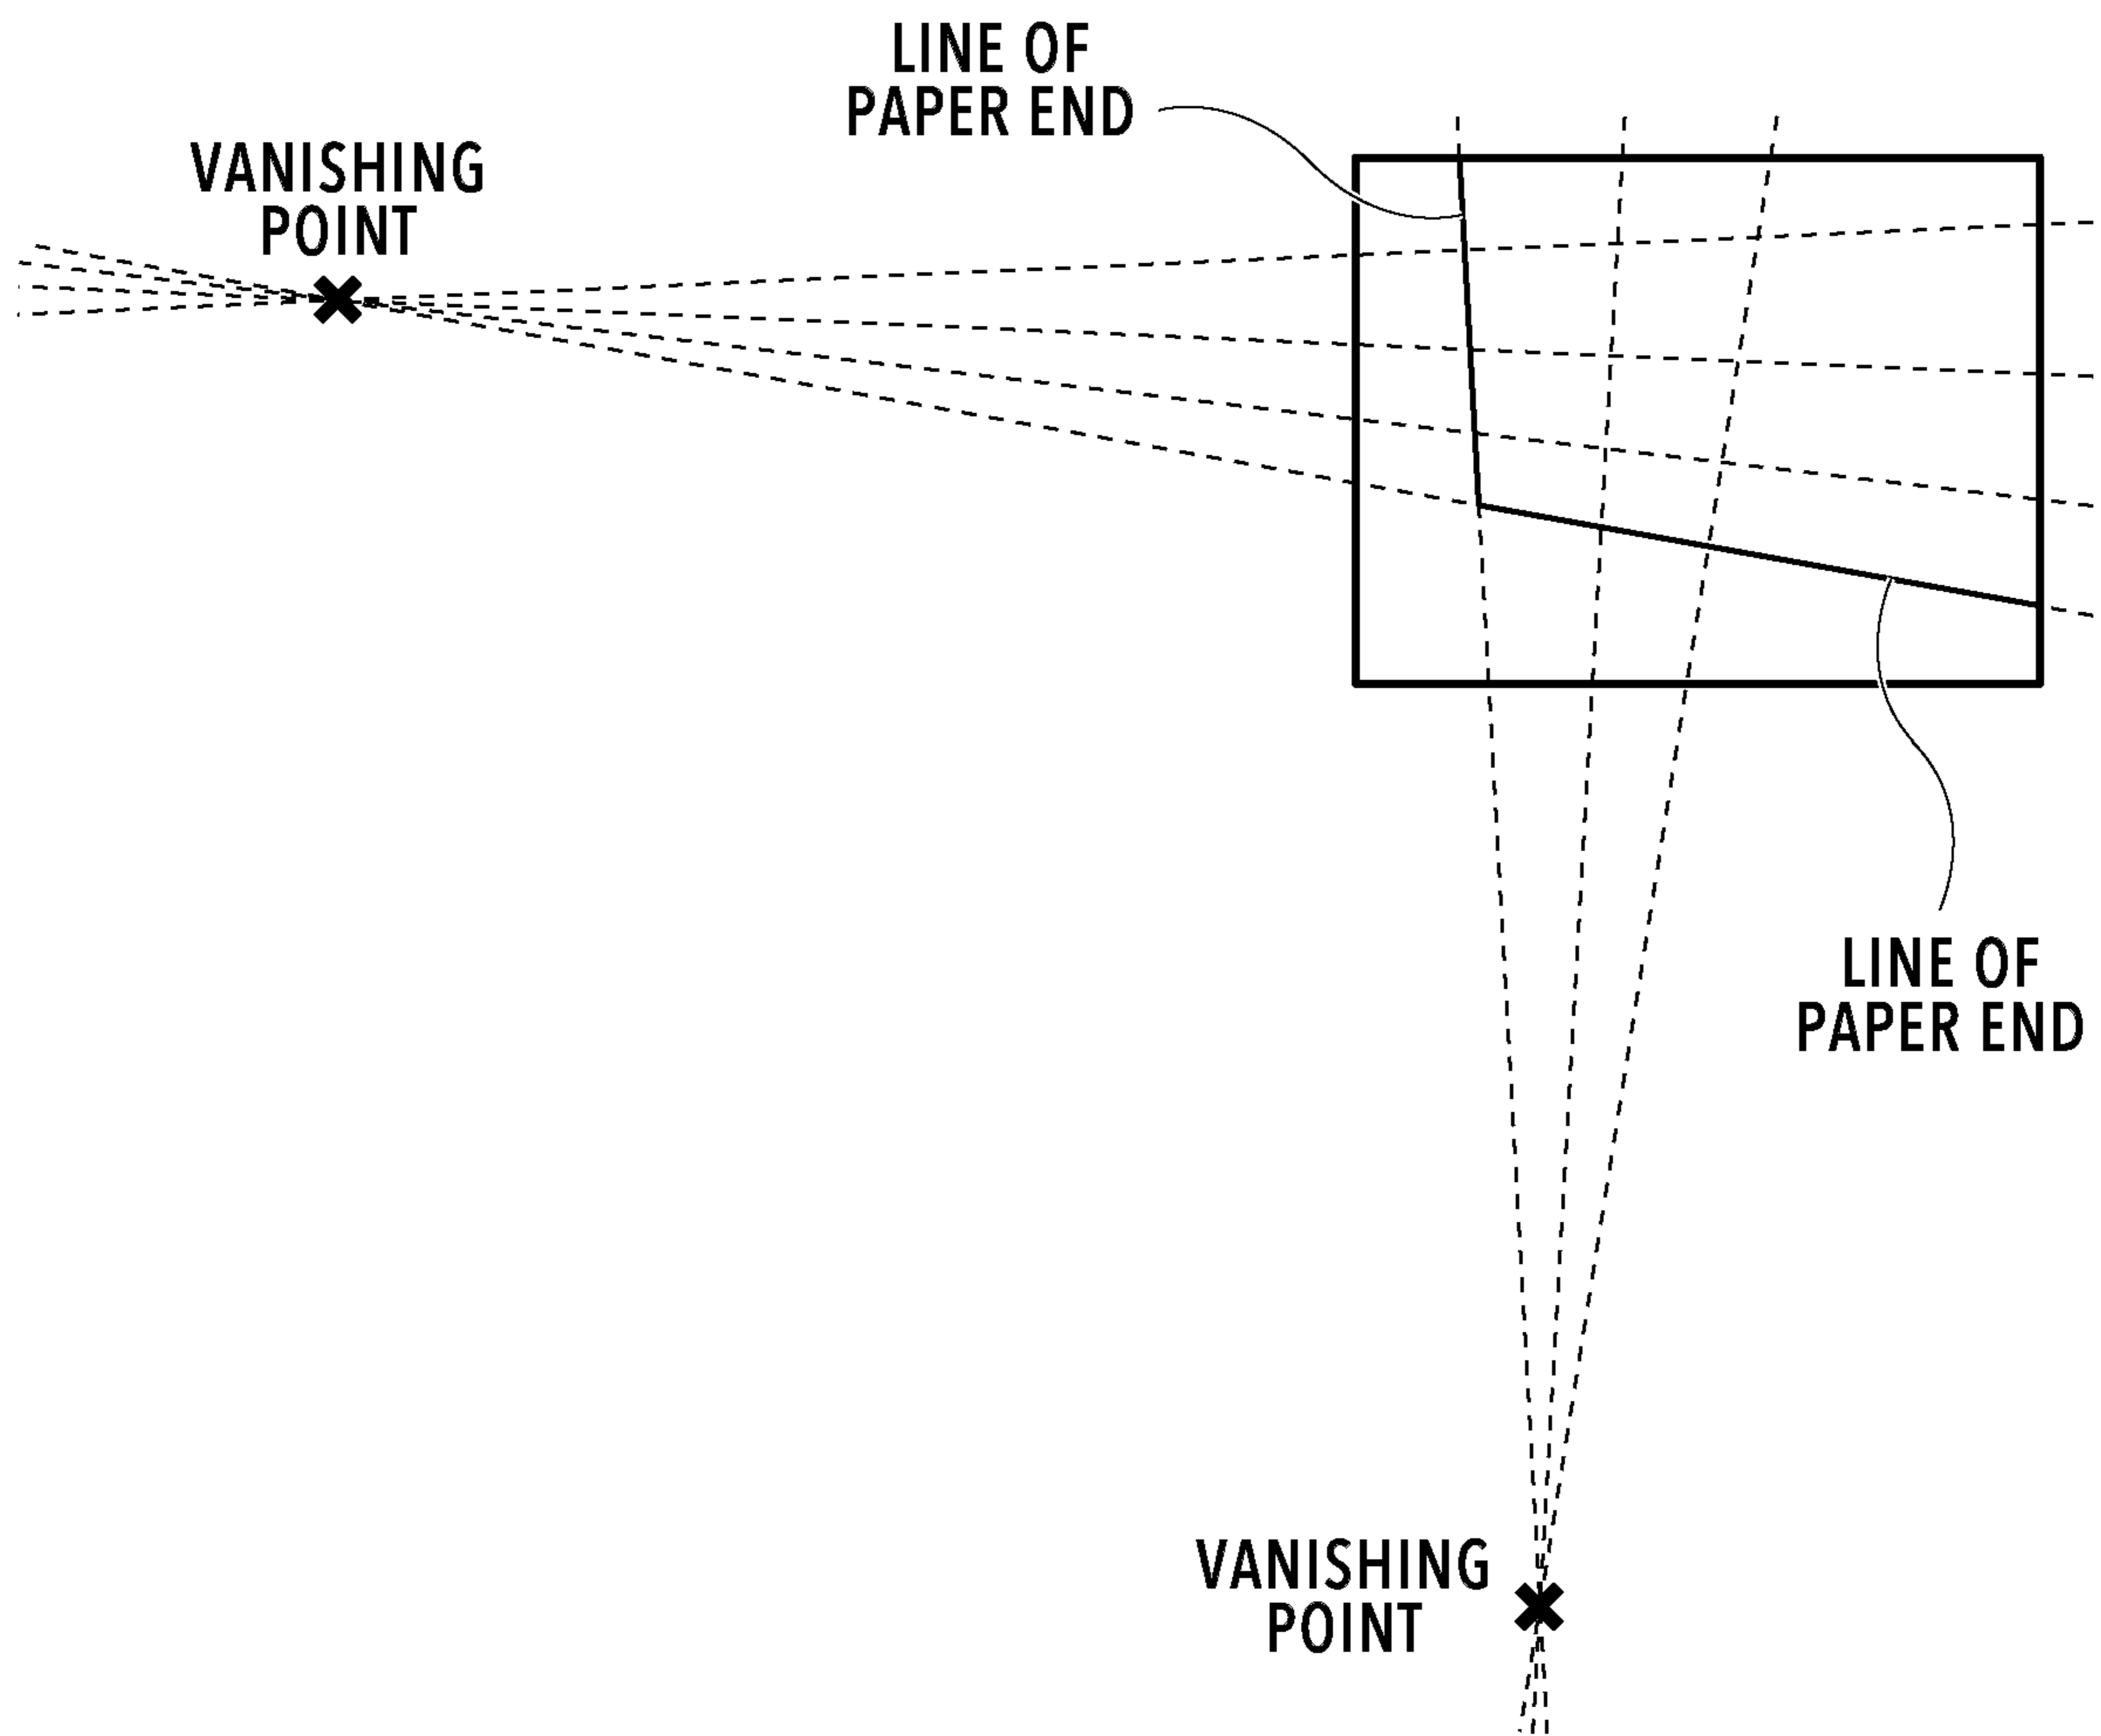 LINE OF
PAPER END
VANISHING
POINT
LINE OF
PAPER END
VANISHING
POINT